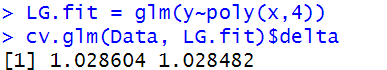 > LG.fit = glm(y~poly(x,4))
> cv.glm(Data, LG.fit)$delta
[1] 1.028604 1.028482